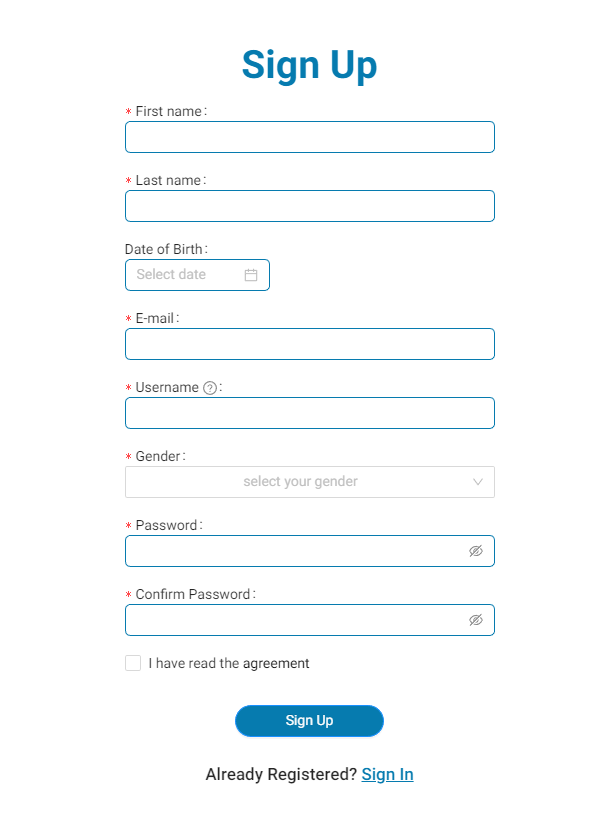 Sign Up
* First name:
* Last name:
Date of Birth:
Select date
* E-mail:
* Username ?:
* Gender:
select your gender
* Password:
* Confirm Password:
I have read the agreement
Sign Up
Already Registered? Sign In